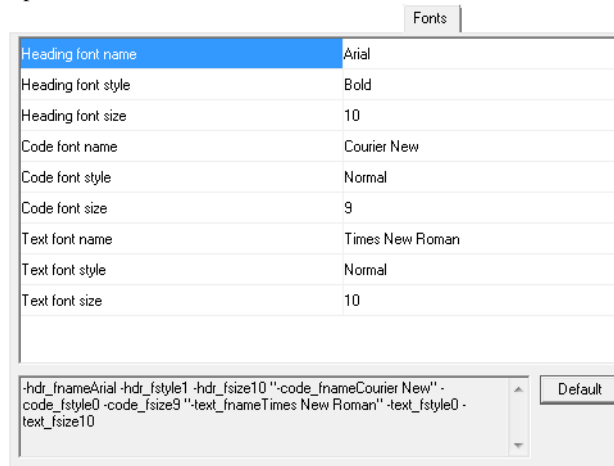 Fonts
Heading font name Arial
Heading font style Bold
Heading font size 10
Code font name Courier New
Code font style Normal
Code font size 9
Text font name Times New Roman
Text font style Normal
Text font size 10
-hdr_fnameArial -hdr_fstyle1 -hdr_fsize10 "-code_fnameCourier New" -
code_fstyle0 -code_fsize9 "-text_fnameTimes New Roman" -text_fstyle0 -
text_fsize10
Default